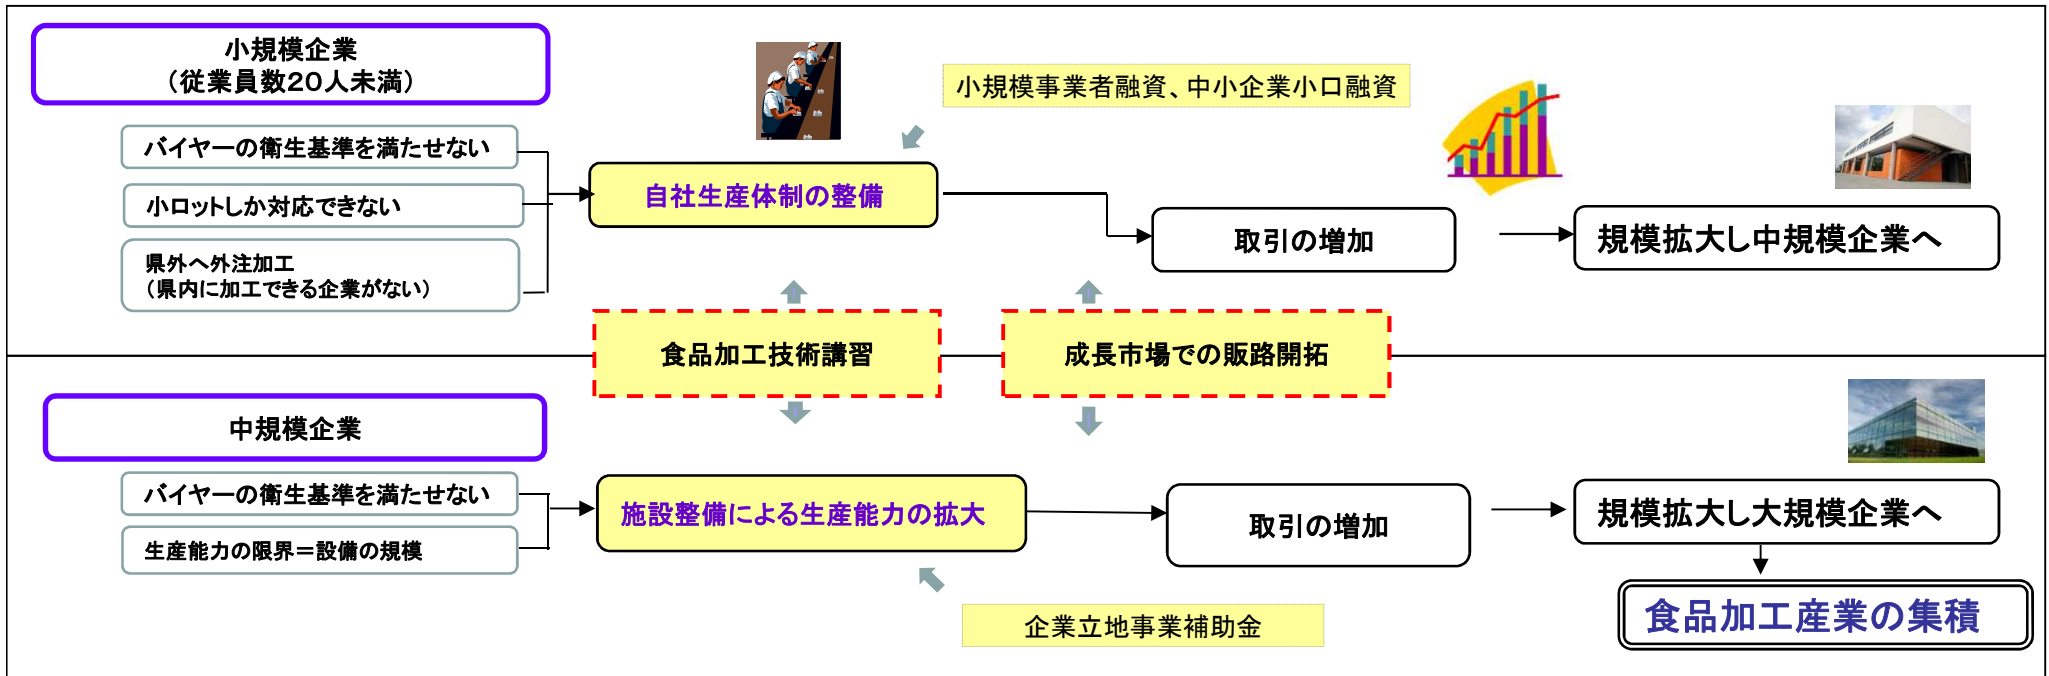 小規模企業
（従業員数２０人未満）
小規模事業者融資、中小企業小口融資
バイヤーの衛生基準を満たせない
小ロットしか対応できない
県外へ外注加工
（県内に加工できる企業がない）
自社生産体制の整備
取引の増加
規模拡大し中規模企業へ
食品加工技術講習
成長市場での販路開拓
中規模企業
バイヤーの衛生基準を満たせない
生産能力の限界＝設備の規模
施設整備による生産能力の拡大
取引の増加
規模拡大し大規模企業へ
企業立地事業補助金
食品加工産業の集積